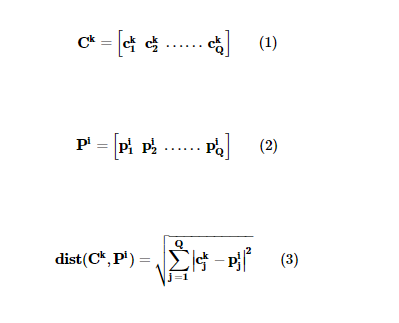 C^k = [c_1^k c_2^k ...... c_Q^k] (1)
P^i = [p_1^i p_2^i ...... p_Q^i] (2)
dist(C^k, P^i) = √(∑_{j=1}^{Q} |c_j^k − p_j^i|^2) (3)